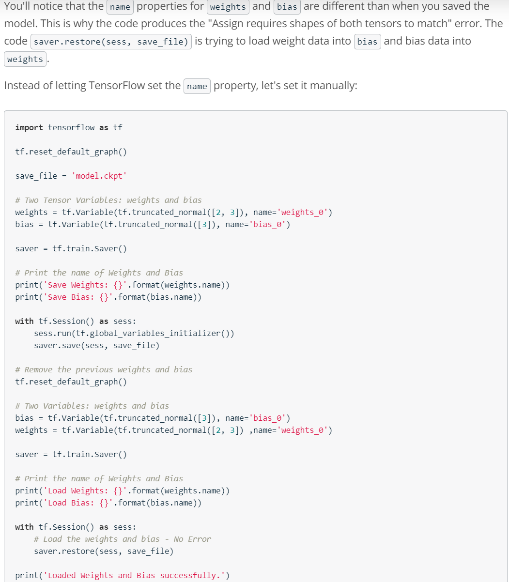 You'll notice that the name properties for weights and bias are different than when you saved the
model. This is why the code produces the "Assign requires shapes of both tensors to match" error. The
code saver.restore(sess, save_file) is trying to load weight data into bias and bias data into
weights.
Instead of letting TensorFlow set the name property, let's set it manually:
import tensorflow as tf
tf.reset_default_graph()
save_file = 'model.ckpt'
# Two Tensor Variables: weights and bias
weights = tf.Variable(tf.truncated_normal([2, 3]), name='weights_0')
bias = tf.Variable(tf.truncated_normal([3]), name='bias_0')
saver = tf.train.Saver()
# Print the name of Weights and Bias
print('Save Weights: {}'.format(weights.name))
print('Save Bias: {}'.format(bias.name))
with tf.Session() as sess:
    sess.run(tf.global_variables_initializer())
    saver.save(sess, save_file)
# Remove the previous weights and bias
tf.reset_default_graph()
# Two Variables: weights and bias
bias = tf.Variable(tf.truncated_normal([3]), name='bias_0')
weights = tf.Variable(tf.truncated_normal([2, 3]) ,name='weights_0')
saver = tf.train.Saver()
# Print the name of Weights and Bias
print('Load Weights: {}'.format(weights.name))
print('Load Bias: {}'.format(bias.name))
with tf.Session() as sess:
    # Load the weights and bias - No Error
    saver.restore(sess, save_file)
print('Loaded Weights and Bias successfully.')